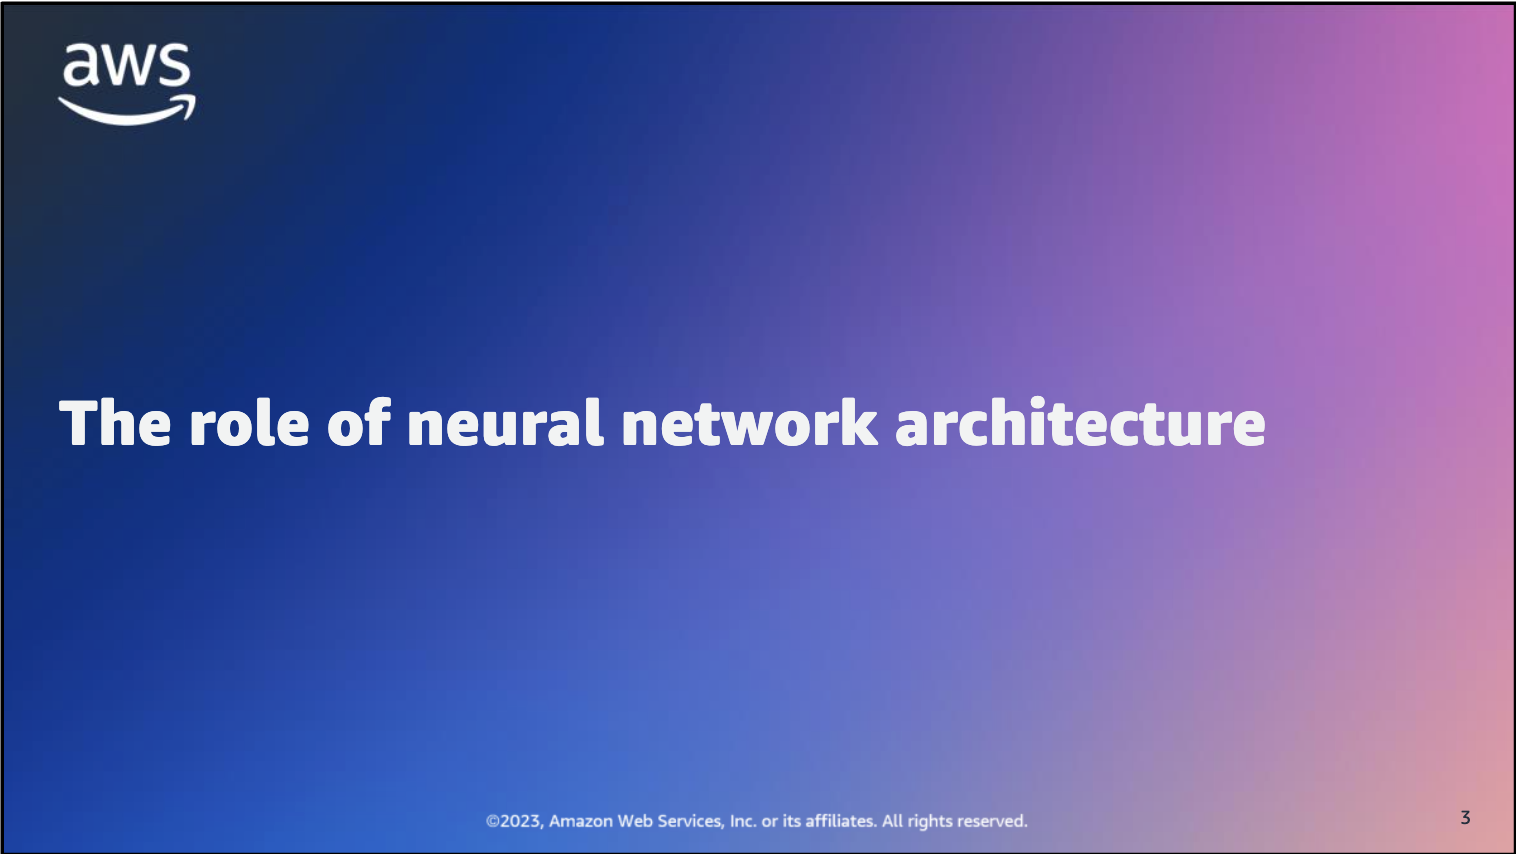 aws
The role of neural network architecture
©2023, Amazon Web Services, Inc. or its affiliates. All rights reserved.
3